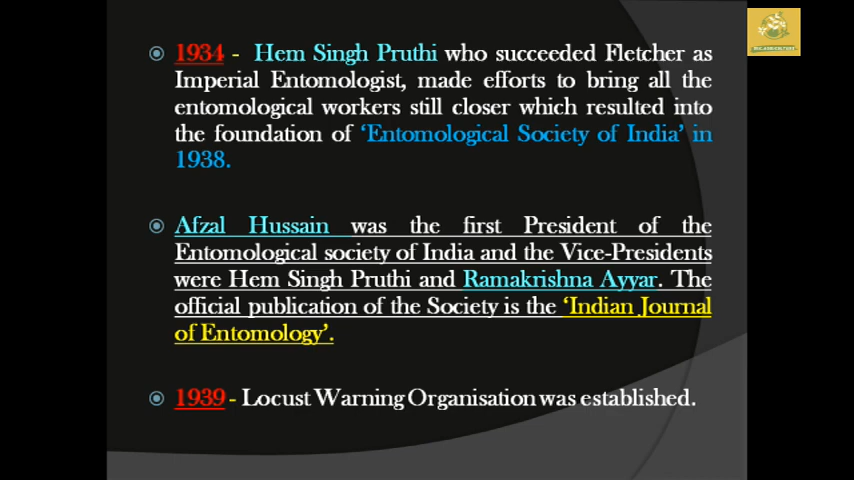 1934 - Hem Singh Pruthi who succeeded Fletcher as
Imperial Entomologist, made efforts to bring all the
entomological workers still closer which resulted into
the foundation of ‘Entomological Society of India’ in
1938.
Afzal Hussain was the first President of the
Entomological society of India and the Vice-Presidents
were Hem Singh Pruthi and Ramakrishna Ayyar. The
official publication of the Society is the ‘Indian Journal
of Entomology’.
1939 - Locust Warning Organisation was established.